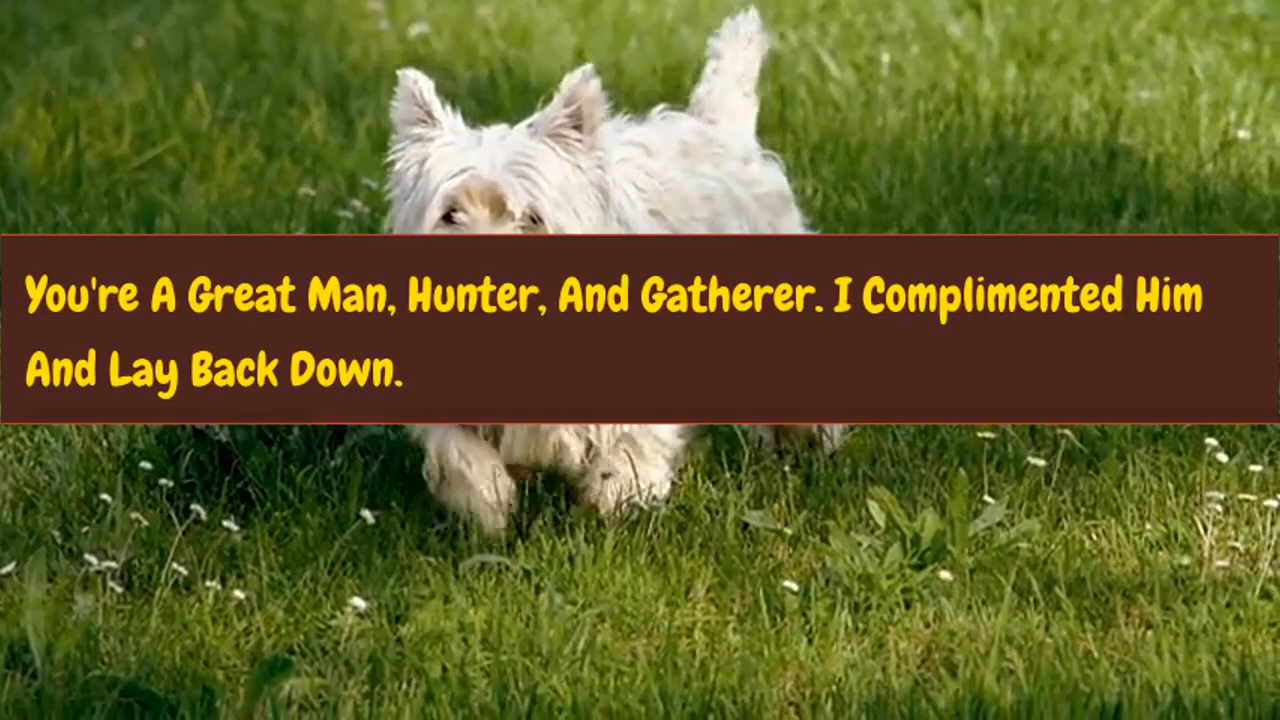 You're A Great Man, Hunter, And Gatherer. I Complimented Him
And Lay Back Down.